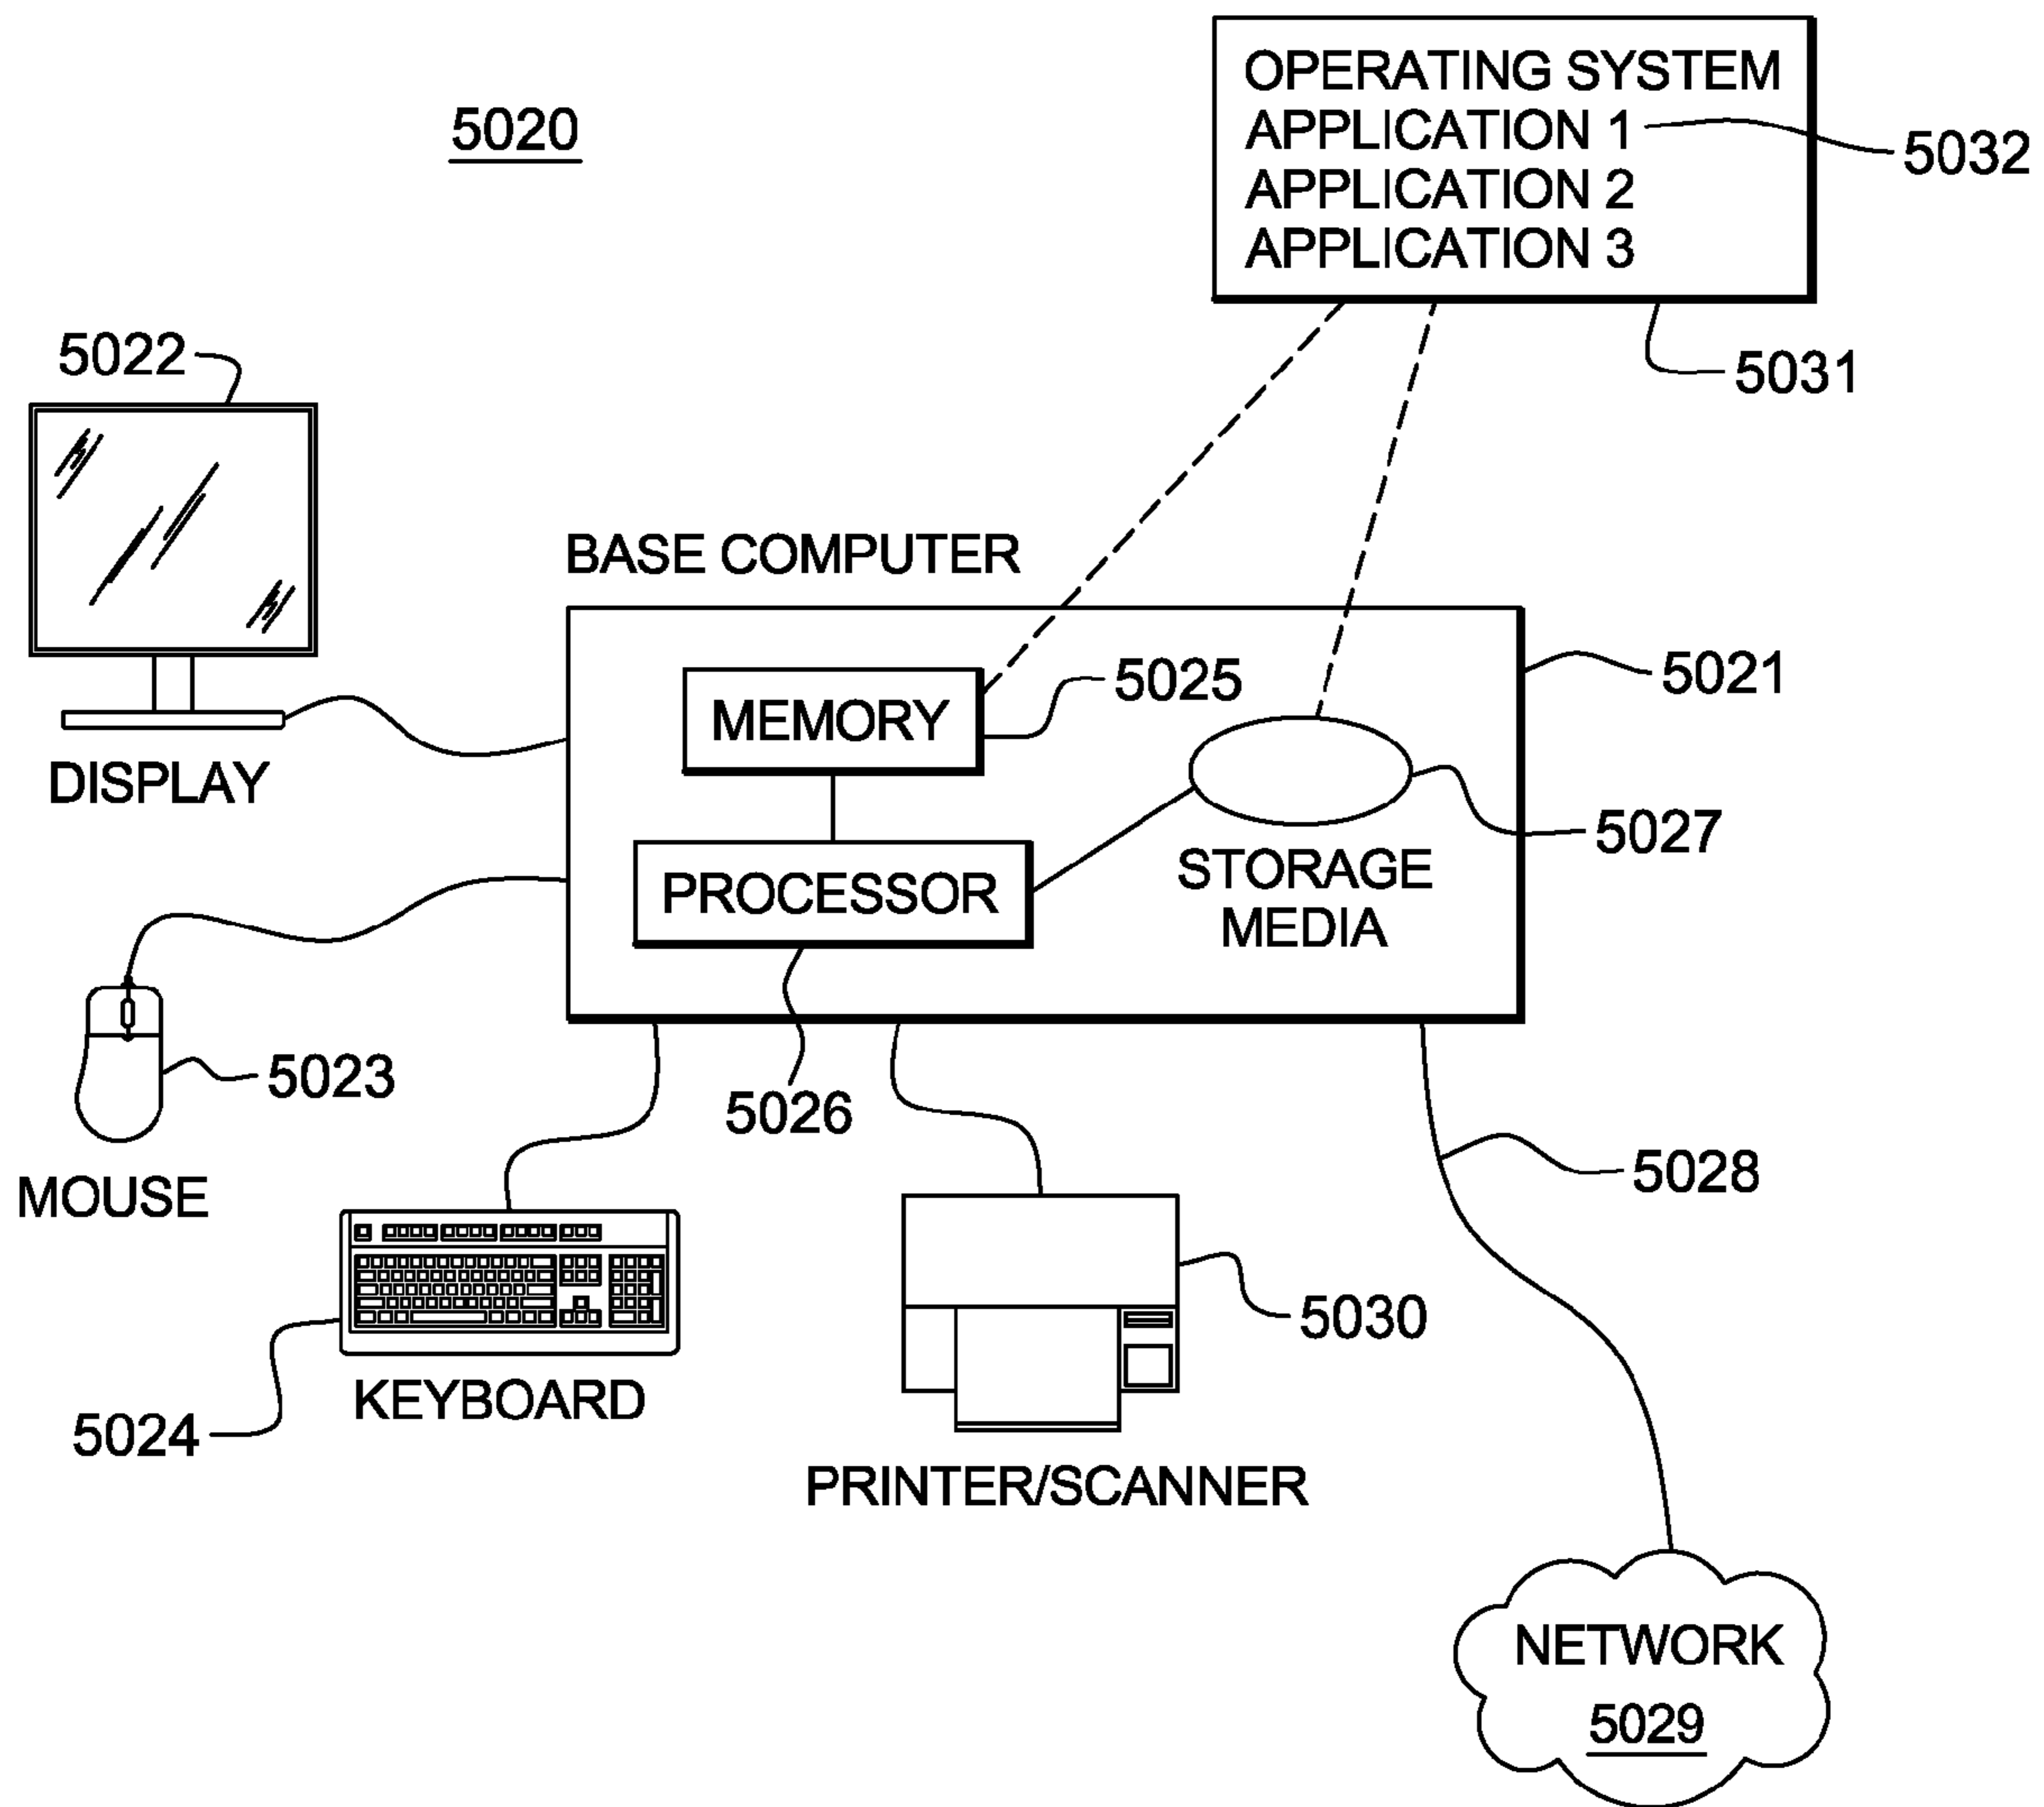 5020
OPERATING SYSTEM
APPLICATION 1
APPLICATION 2
APPLICATION 3
5032
5031
5022
DISPLAY
BASE COMPUTER
5021
MEMORY
5025
PROCESSOR
5026
STORAGE
MEDIA
5027
5023
MOUSE
5024
KEYBOARD
5030
PRINTER/SCANNER
5028
NETWORK
5029